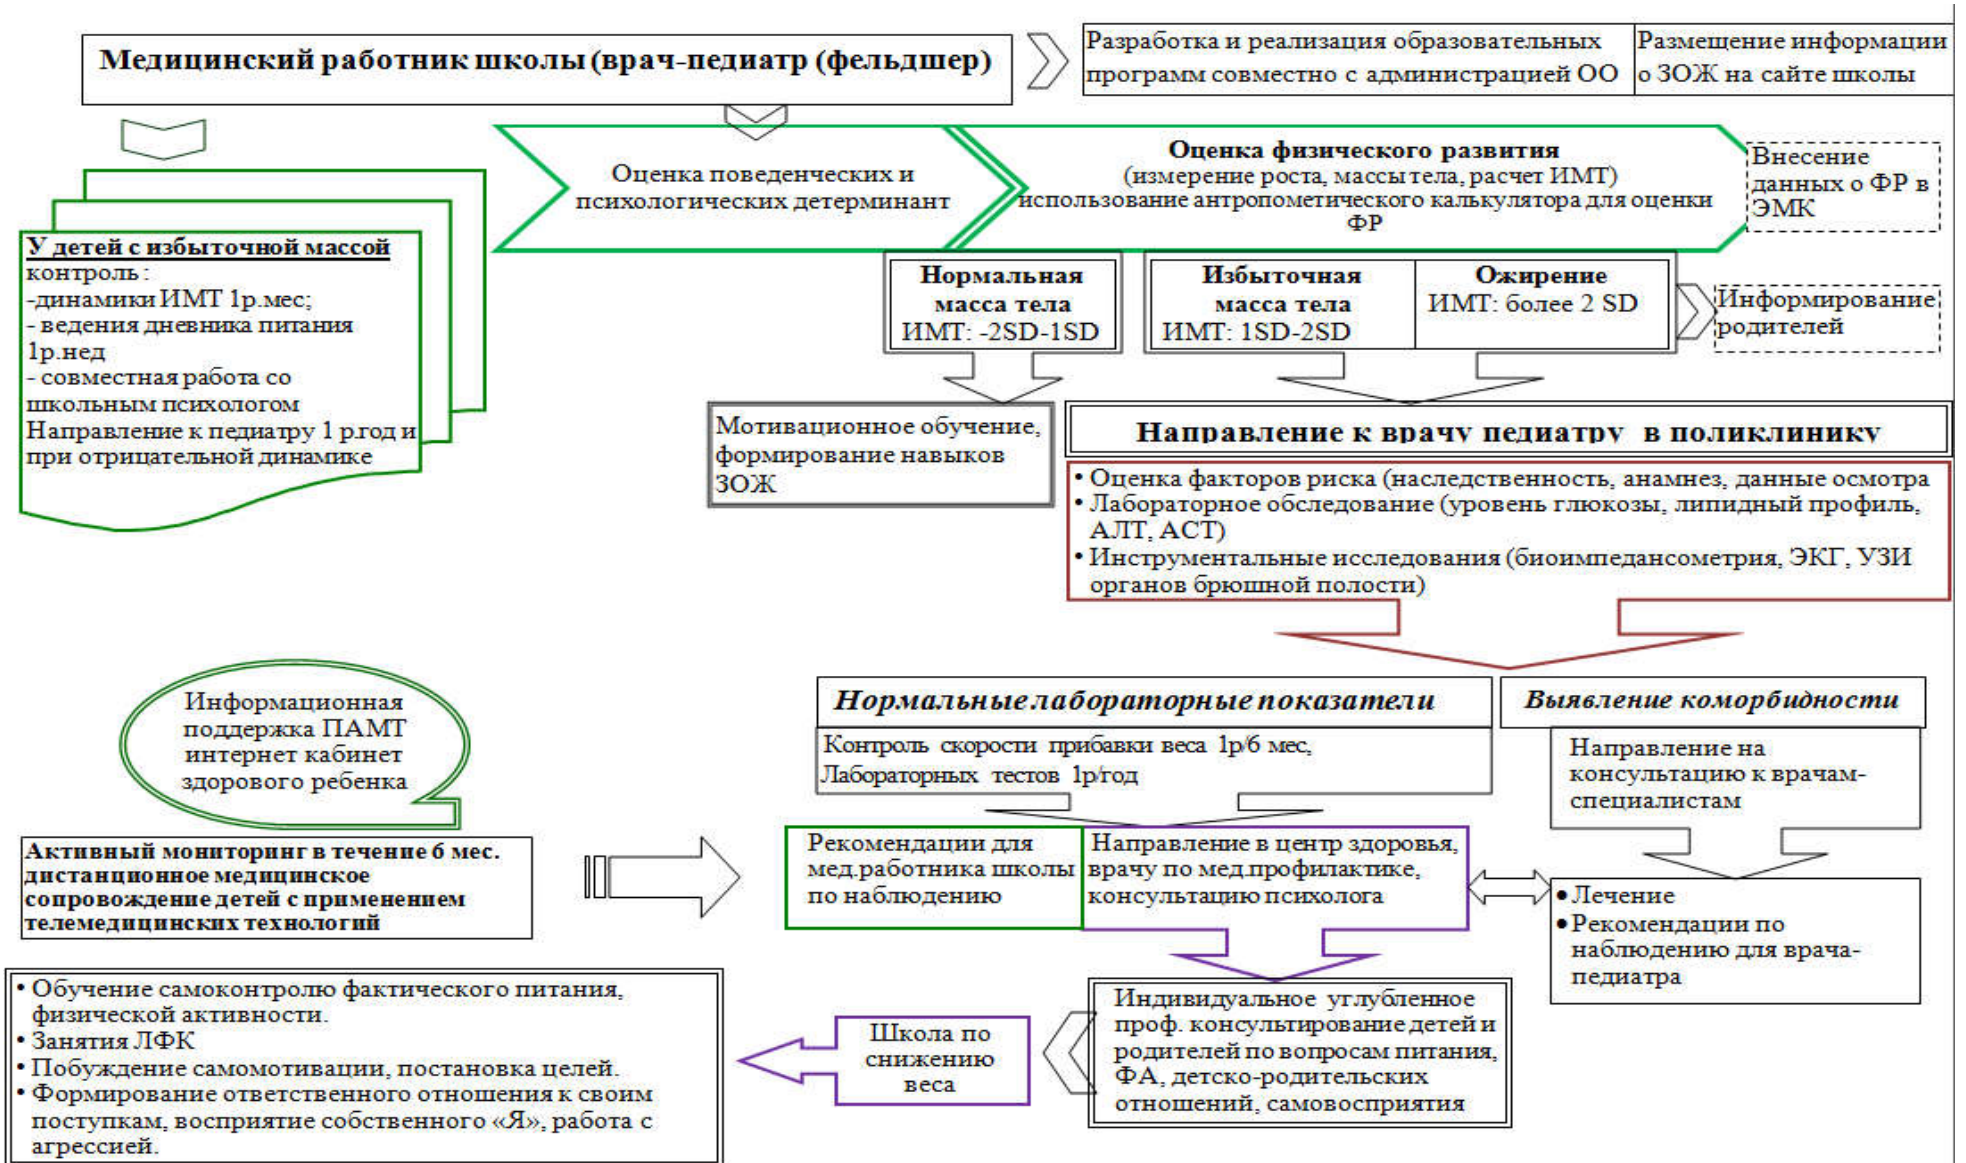 Медицинский работник школы (врач-педиатр (фельдшер)
Разработка и реализация образовательных
программ совместно с администрацией ОО
Размещение информации
о ЗОЖ на сайте школы
Оценка поведенческих и
психологических детерминант
Оценка физического развития
(измерение роста, массы тела, расчет ИМТ)
использование антропометического калькулятора для оценки
ФР
Внесение
данных о ФР в
ЭМК
У детей с избыточной массой
контроль :
-динамики ИМТ 1р.мес;
- ведения дневника питания
1р.нед
- совместная работа со
школьным психологом
Направление к педиатру 1 р.год и
при отрицательной динамике
Нормальная
масса тела
ИМТ: -2SD-1SD
Избыточная
масса тела
ИМТ: 1SD-2SD
Ожирение
ИМТ: более 2 SD
Информирование
родителей
Мотивационное обучение,
формирование навыков
ЗОЖ
Направление к врачу педиатру в поликлинику
• Оценка факторов риска (наследственность, анамнез, данные осмотра
• Лабораторное обследование (уровень глюкозы, липидный профиль,
АЛТ, АСТ)
• Инструментальные исследования (биоимпедансометрия, ЭКГ, УЗИ
органов брюшной полости)
Информационная
поддержка ПАМТ
интернет кабинет
здорового ребенка
Нормальные лабораторные показатели
Контроль скорости прибавки веса 1р/6 мес,
Лабораторных тестов 1р/год
Выявление коморбидности
Направление на
консультацию к врачам-
специалистам
Активный мониторинг в течение 6 мес.
дистанционное медицинское
сопровождение детей с применением
телемедицинских технологий
Рекомендации для
мед.работника школы
по наблюдению
Направление в центр здоровья,
врачу по мед.профилактике,
консультацию психолога
• Лечение
• Рекомендации по
наблюдению для врача-
педиатра
• Обучение самоконтролю фактического питания,
физической активности.
• Занятия ЛФК
• Побуждение самомотивации, постановка целей.
• Формирование ответственного отношения к своим
поступкам, восприятие собственного «Я», работа с
агрессией.
Школа по
снижению
веса
Индивидуальное углубленное
проф. консультирование детей и
родителей по вопросам питания,
ФА, детско-родительских
отношений, самовосприятия